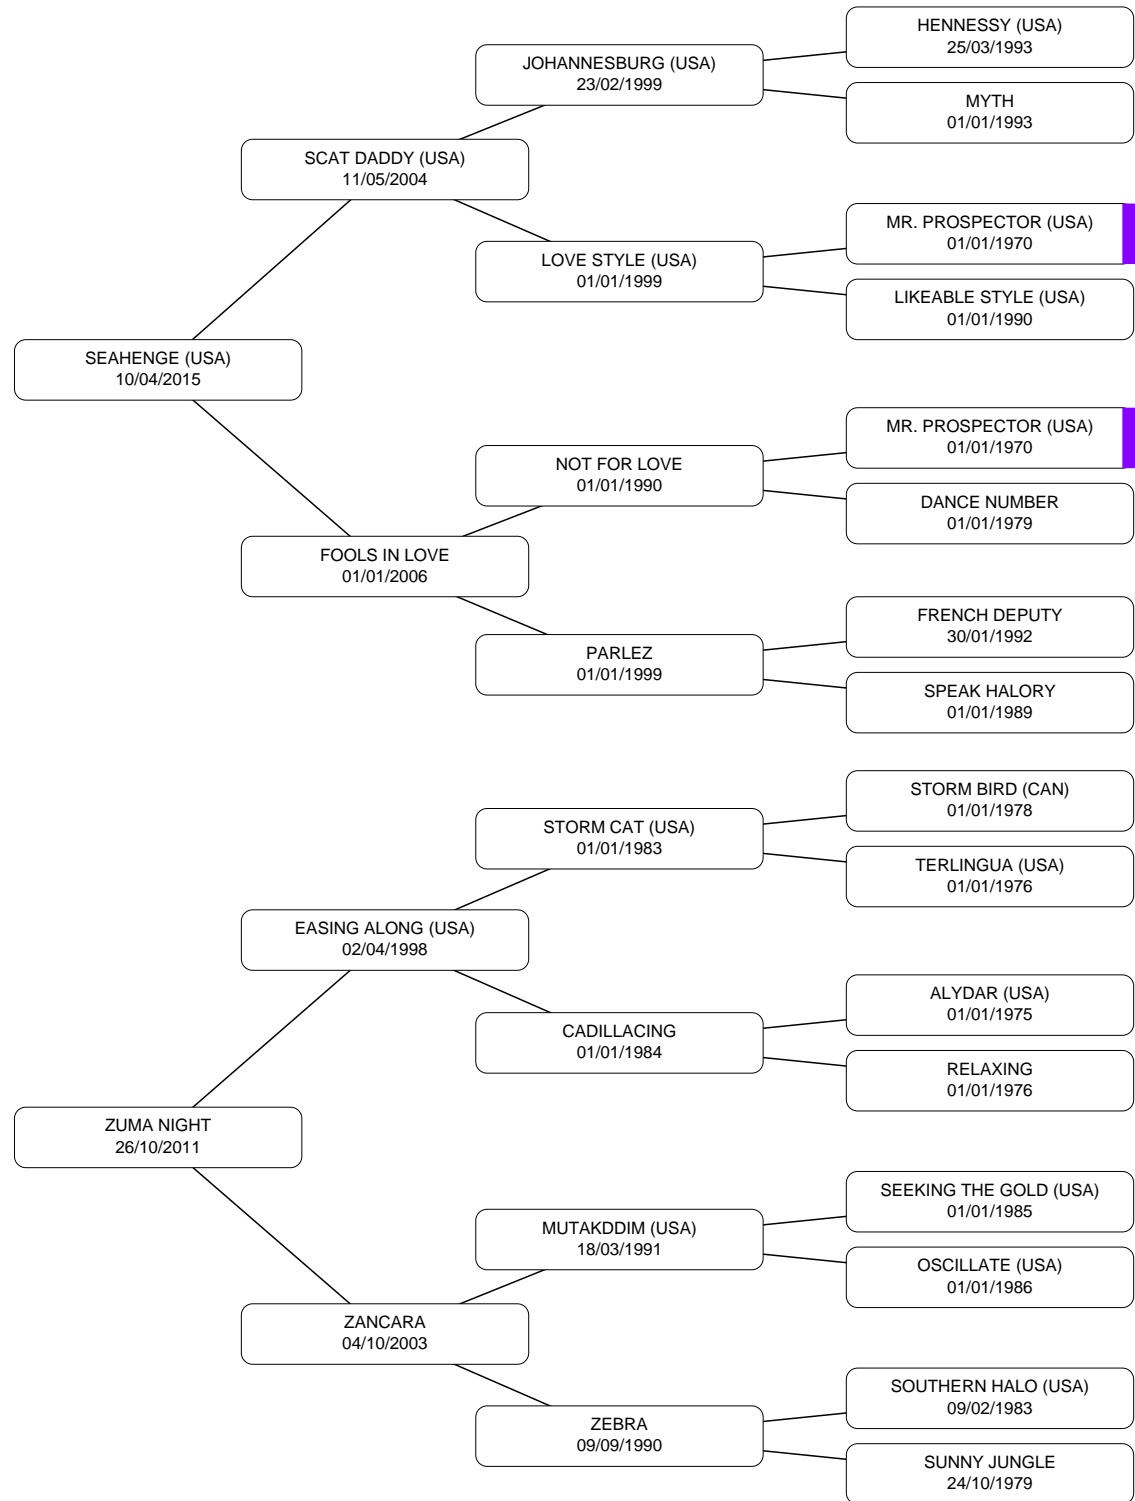 HENNESSY (USA)
25/03/1993
JOHANNESBURG (USA)
23/02/1999
MYTH
01/01/1993
SCAT DADDY (USA)
11/05/2004
MR. PROSPECTOR (USA)
01/01/1970
LOVE STYLE (USA)
01/01/1999
LIKEABLE STYLE (USA)
01/01/1990
SEAHENGE (USA)
10/04/2015
MR. PROSPECTOR (USA)
01/01/1970
NOT FOR LOVE
01/01/1990
DANCE NUMBER
01/01/1979
FOOLS IN LOVE
01/01/2006
FRENCH DEPUTY
30/01/1992
PARLEZ
01/01/1999
SPEAK HALORY
01/01/1989
STORM BIRD (CAN)
01/01/1978
STORM CAT (USA)
01/01/1983
TERLINGUA (USA)
01/01/1976
EASING ALONG (USA)
02/04/1998
ALYDAR (USA)
01/01/1975
CADILLACING
01/01/1984
RELAXING
01/01/1976
ZUMA NIGHT
26/10/2011
SEEKING THE GOLD (USA)
01/01/1985
MUTAKDDIM (USA)
18/03/1991
OSCILLATE (USA)
01/01/1986
ZANCARA
04/10/2003
SOUTHERN HALO (USA)
09/02/1983
ZEBRA
09/09/1990
SUNNY JUNGLE
24/10/1979